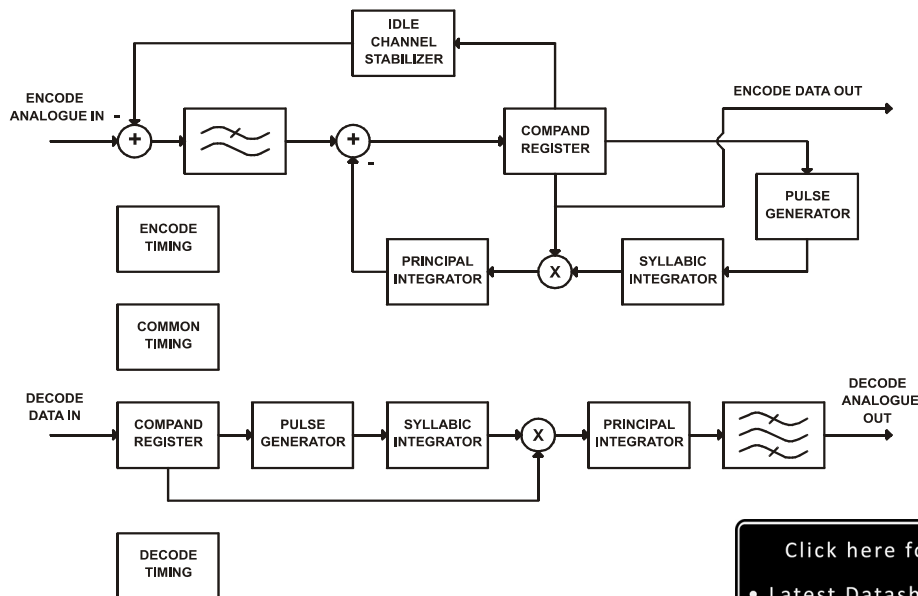 IDLE
CHANNEL
STABILIZER
ENCODE
ANALOGUE IN
-
+
+
-
COMPAND
REGISTER
ENCODE DATA OUT
PULSE
GENERATOR
ENCODE
TIMING
PRINCIPAL
INTEGRATOR
X
SYLLABIC
INTEGRATOR
COMMON
TIMING
DECODE
DATA IN
COMPAND
REGISTER
PULSE
GENERATOR
SYLLABIC
INTEGRATOR
X
PRINCIPAL
INTEGRATOR
DECODE
ANALOGUE
OUT
DECODE
TIMING
Click here fo
• Latest Datash